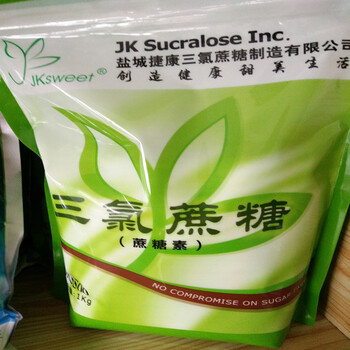 JK Sucralose Inc.
盐城捷康三氯蔗糖制造有限公司
创造健康甜美生活
JKsweet®
三氯蔗糖
(蔗糖素)
NO COMPROMISE ON SUGAR
1Kg